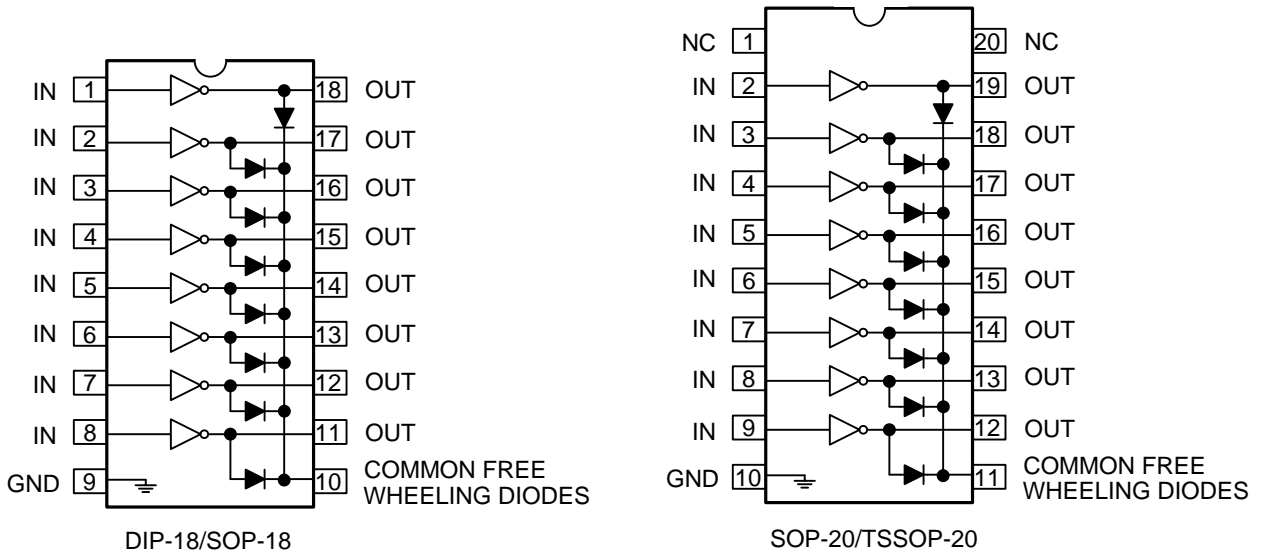 IN 1 18 OUT
IN 2 17 OUT
IN 3 16 OUT
IN 4 15 OUT
IN 5 14 OUT
IN 6 13 OUT
IN 7 12 OUT
IN 8 11 OUT
GND 9 10 COMMON FREE
WHEELING DIODES
DIP-18/SOP-18
NC 1 20 NC
IN 2 19 OUT
IN 3 18 OUT
IN 4 17 OUT
IN 5 16 OUT
IN 6 15 OUT
IN 7 14 OUT
IN 8 13 OUT
IN 9 12 OUT
GND 10 11 COMMON FREE
WHEELING DIODES
SOP-20/TSSOP-20